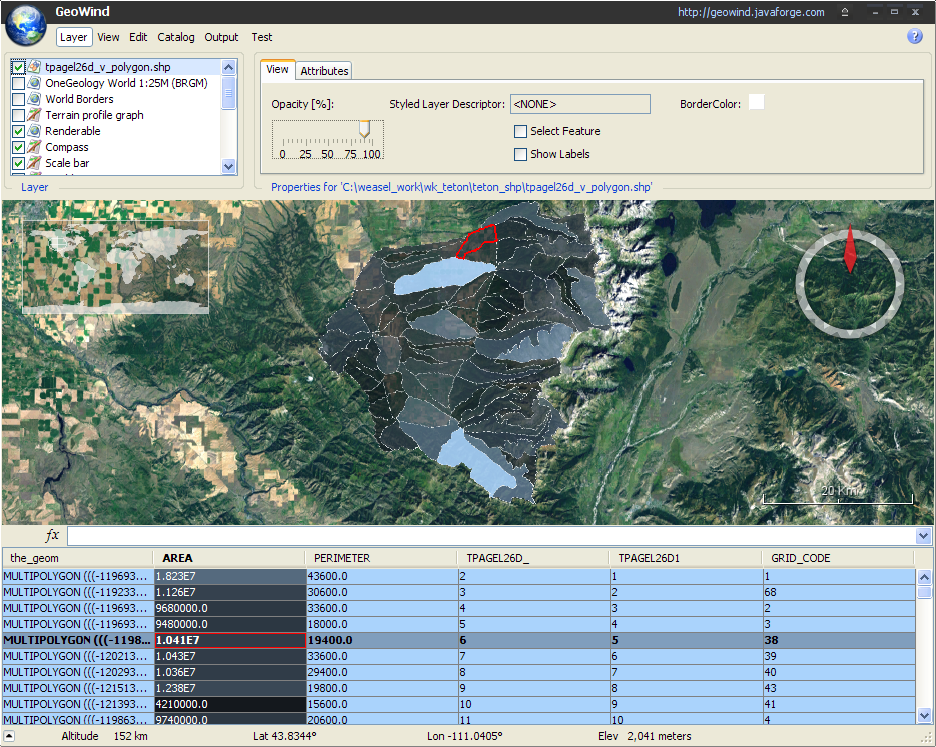 GeoWind
http://geowind.javaforge.com
Layer View Edit Catalog Output Test
tpagel26d_v_polygon.shp
OneGeology World 1:25M (BRGM)
World Borders
Terrain profile graph
Renderable
Compass
Scale bar
Layer
View Attributes
Opacity [%]: Styled Layer Descriptor: <NONE> BorderColor:
Select Feature
0 25 50 75 100 Show Labels
Properties for 'C:\weasel_work\wk_teton\teton_shp\tpagel26d_v_polygon.shp'
20 Km
fx
the_geom AREA PERIMETER TPAGEL26D_ TPAGEL26D1 GRID_CODE
MULTIPOLYGON (((-119693... 1.823E7 43600.0 2 1 1
MULTIPOLYGON (((-119233... 1.126E7 30600.0 3 2 68
MULTIPOLYGON (((-119693... 9680000.0 33600.0 4 3 2
MULTIPOLYGON (((-119693... 9480000.0 18000.0 5 4 3
MULTIPOLYGON (((-1198... 1.041E7 19400.0 6 5 38
MULTIPOLYGON (((-120213... 1.043E7 33600.0 7 6 39
MULTIPOLYGON (((-120293... 1.036E7 29400.0 8 7 40
MULTIPOLYGON (((-121513... 1.238E7 19800.0 9 8 43
MULTIPOLYGON (((-121393... 4210000.0 15600.0 10 9 41
MULTIPOLYGON (((-119863... 9740000.0 20600.0 11 10 4
Altitude 152 km Lat 43.8344° Lon -111.0405° Elev 2,041 meters